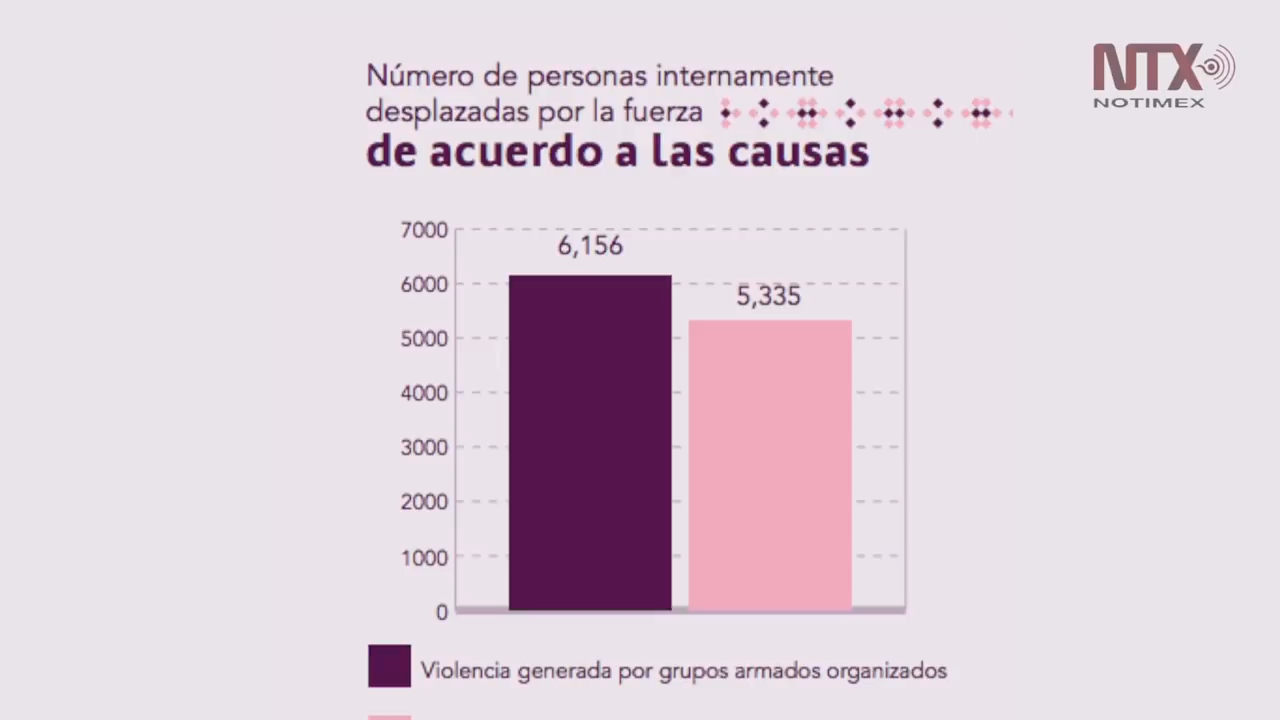 NTX
NOTIMEX
Número de personas internamente
desplazadas por la fuerza
de acuerdo a las causas
7000
6,156
6000
5,335
5000
4000
3000
2000
1000
0
Violencia generada por grupos armados organizados